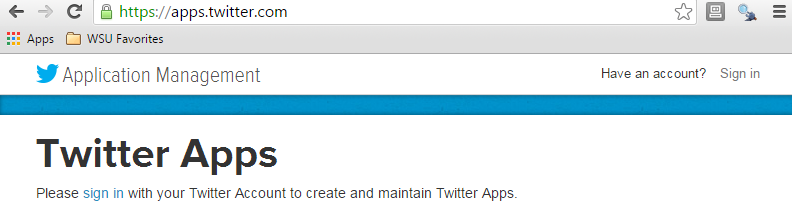 https://apps.twitter.com
Apps WSU Favorites
Application Management Have an account? Sign in
Twitter Apps
Please sign in with your Twitter Account to create and maintain Twitter Apps.